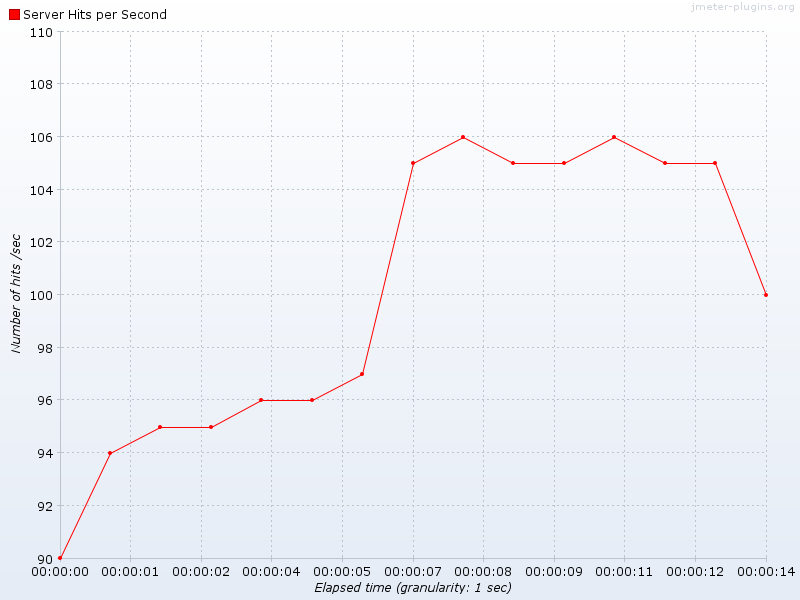 jmeter-plugins.org
Server Hits per Second
110
108
106
104
102
100
98
96
94
92
90
Number of hits /sec
00:00:00 00:00:01 00:00:02 00:00:04 00:00:05 00:00:07 00:00:08 00:00:09 00:00:11 00:00:12 00:00:14
Elapsed time (granularity: 1 sec)